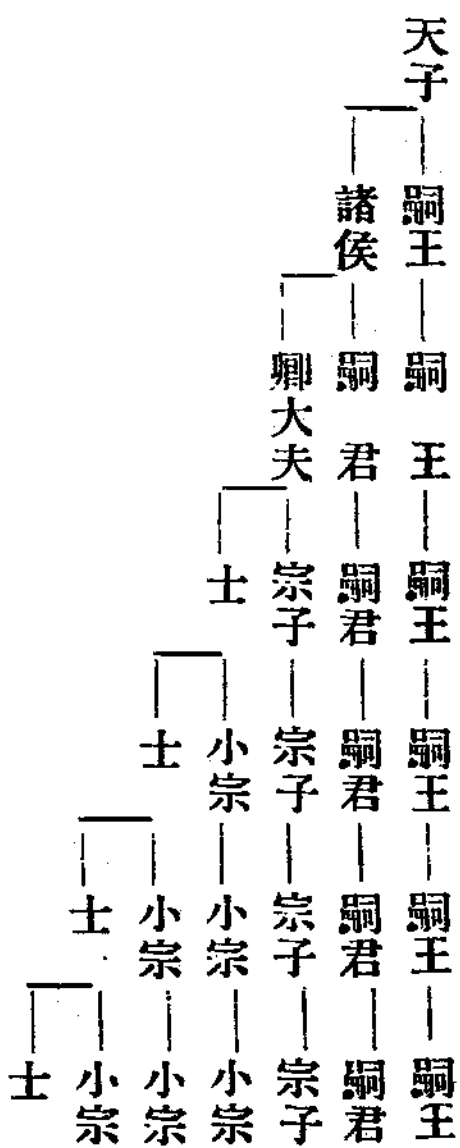 天子
嗣王 諸侯
嗣王 嗣君 卿大夫
嗣王 嗣君 宗子 士
嗣王 嗣君 宗子 小宗 士
嗣王 嗣君 宗子 小宗 小宗 士
嗣王 嗣君 宗子 小宗 小宗 小宗 士